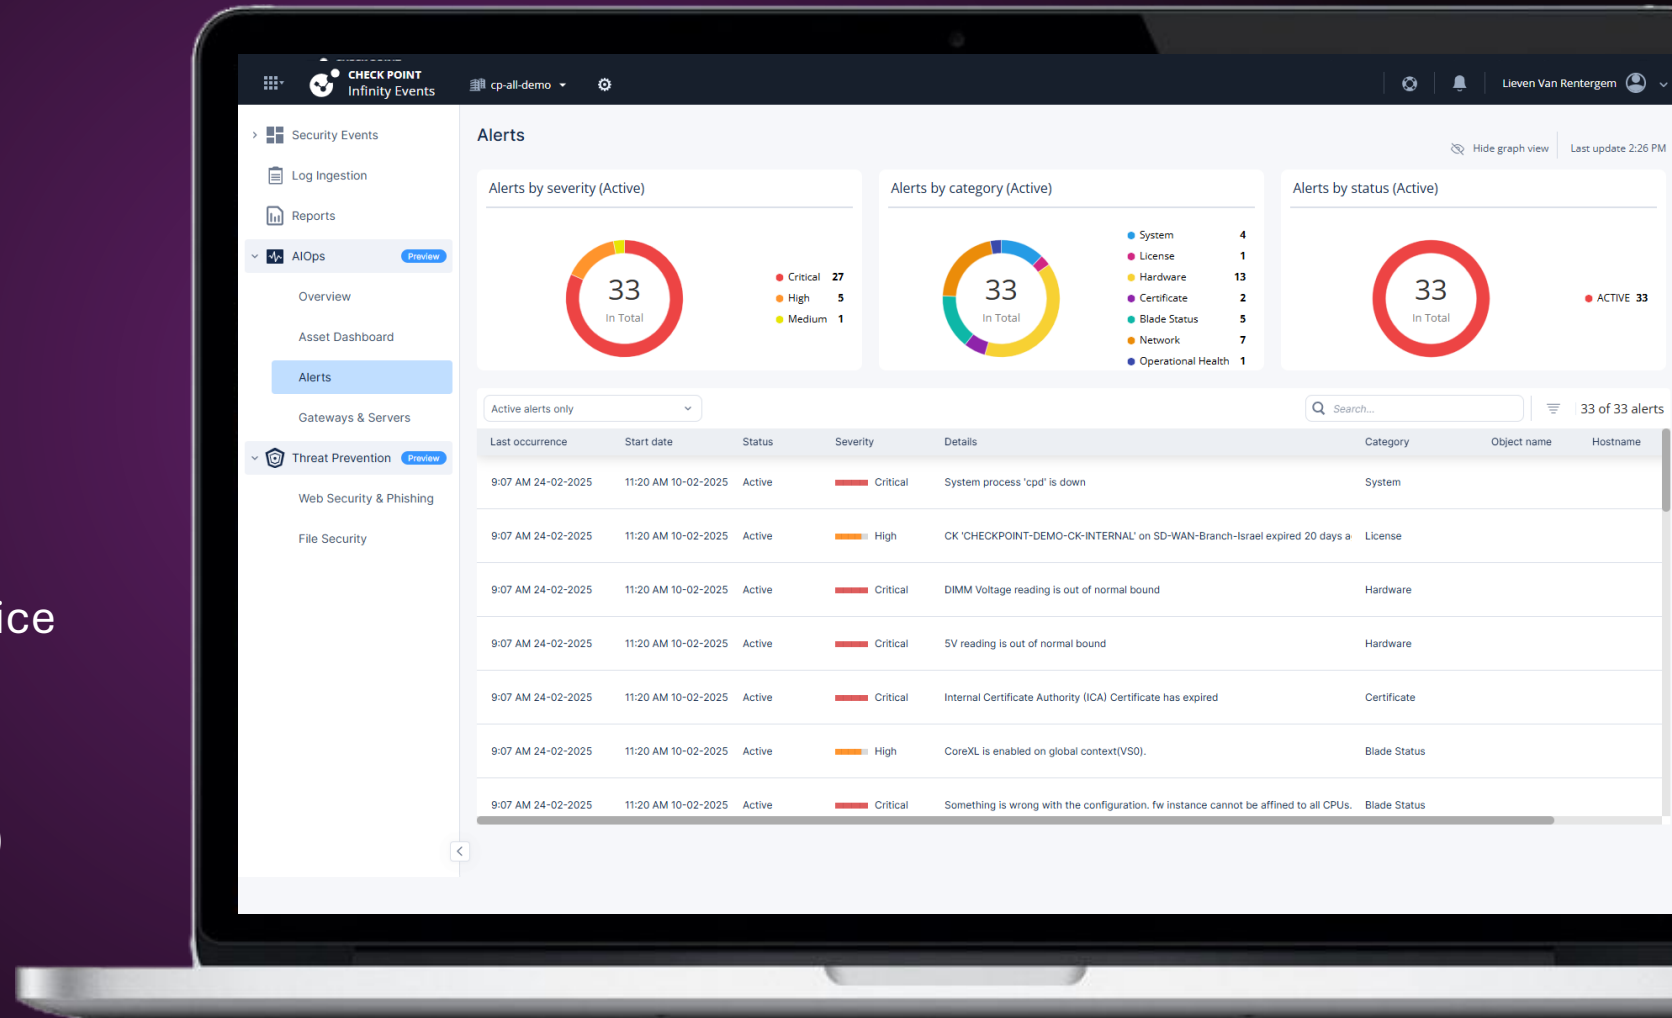 CHECK POINT
Infinity Events
cp-all-demo
Lieven Van Rentergem
Security Events
Log Ingestion
Reports
AIOps Preview
Overview
Asset Dashboard
Alerts
Gateways & Servers
Threat Prevention Preview
Web Security & Phishing
File Security
Alerts
Hide graph view
Last update 2:26 PM
Alerts by severity (Active)
33
In Total
Critical 27
High 5
Medium 1
Alerts by category (Active)
33
In Total
System 4
License 1
Hardware 13
Certificate 2
Blade Status 5
Network 7
Operational Health 1
Alerts by status (Active)
33
In Total
ACTIVE 33
Active alerts only
Search...
33 of 33 alerts
Last occurrence Start date Status Severity Details Category Object name Hostname
9:07 AM 24-02-2025 11:20 AM 10-02-2025 Active Critical System process 'cpd' is down System
9:07 AM 24-02-2025 11:20 AM 10-02-2025 Active High CK 'CHECKPOINT-DEMO-CK-INTERNAL' on SD-WAN-Branch-Israel expired 20 days a License
9:07 AM 24-02-2025 11:20 AM 10-02-2025 Active Critical DIMM Voltage reading is out of normal bound Hardware
9:07 AM 24-02-2025 11:20 AM 10-02-2025 Active Critical 5V reading is out of normal bound Hardware
9:07 AM 24-02-2025 11:20 AM 10-02-2025 Active Critical Internal Certificate Authority (ICA) Certificate has expired Certificate
9:07 AM 24-02-2025 11:20 AM 10-02-2025 Active High CoreXL is enabled on global context(VS0). Blade Status
9:07 AM 24-02-2025 11:20 AM 10-02-2025 Active Critical Something is wrong with the configuration. fw instance cannot be affined to all CPUs. Blade Status
ice
)